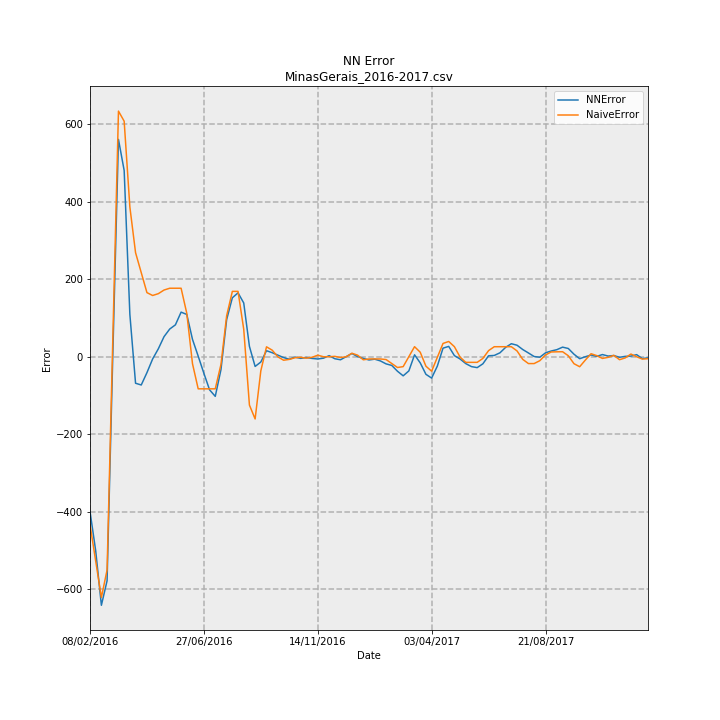 NN Error
MinasGerais_2016-2017.csv
NNError
NaiveError
600
400
200
0
−200
−400
−600
Error
08/02/2016 27/06/2016 14/11/2016 03/04/2017 21/08/2017
Date